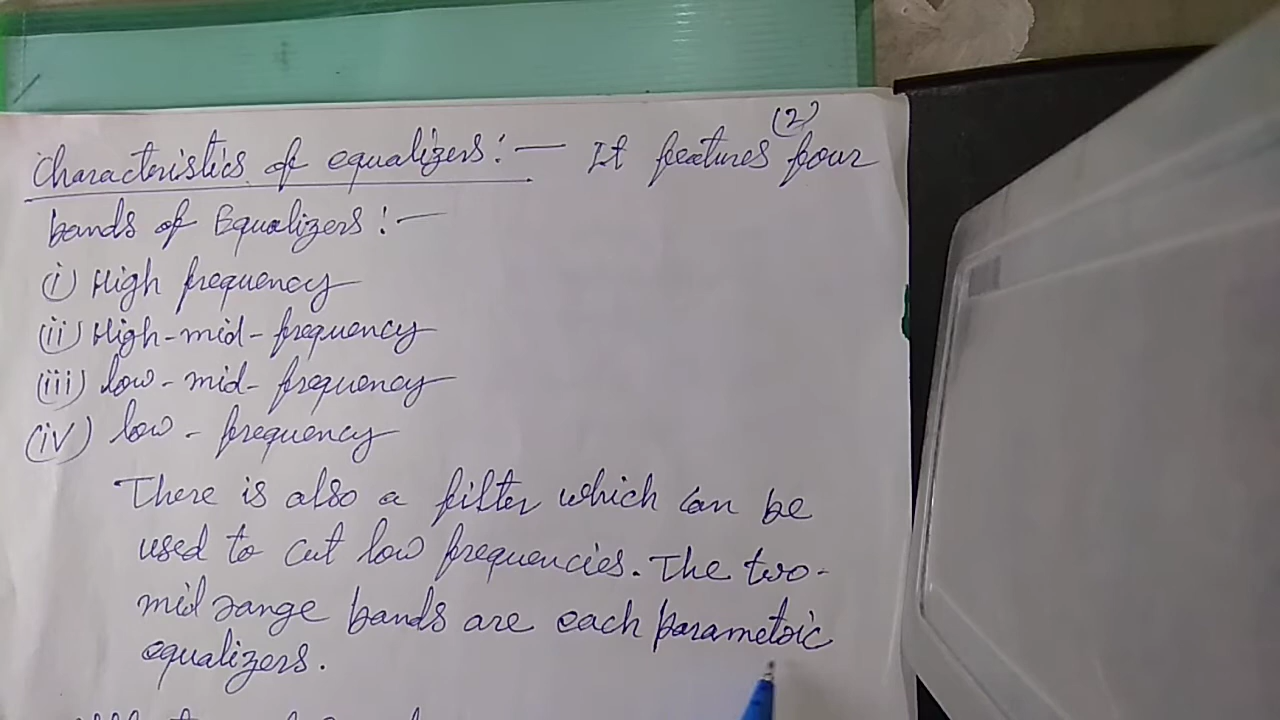 (2)
Characteristics of equalizers:— It features four
bands of Equalizers:—
(i) High frequency
(ii) High-mid-frequency
(iii) low-mid-frequency
(iv) low-frequency
There is also a filter which can be
used to cut low frequencies. The two-
mid range bands are each parametric
equalizers.